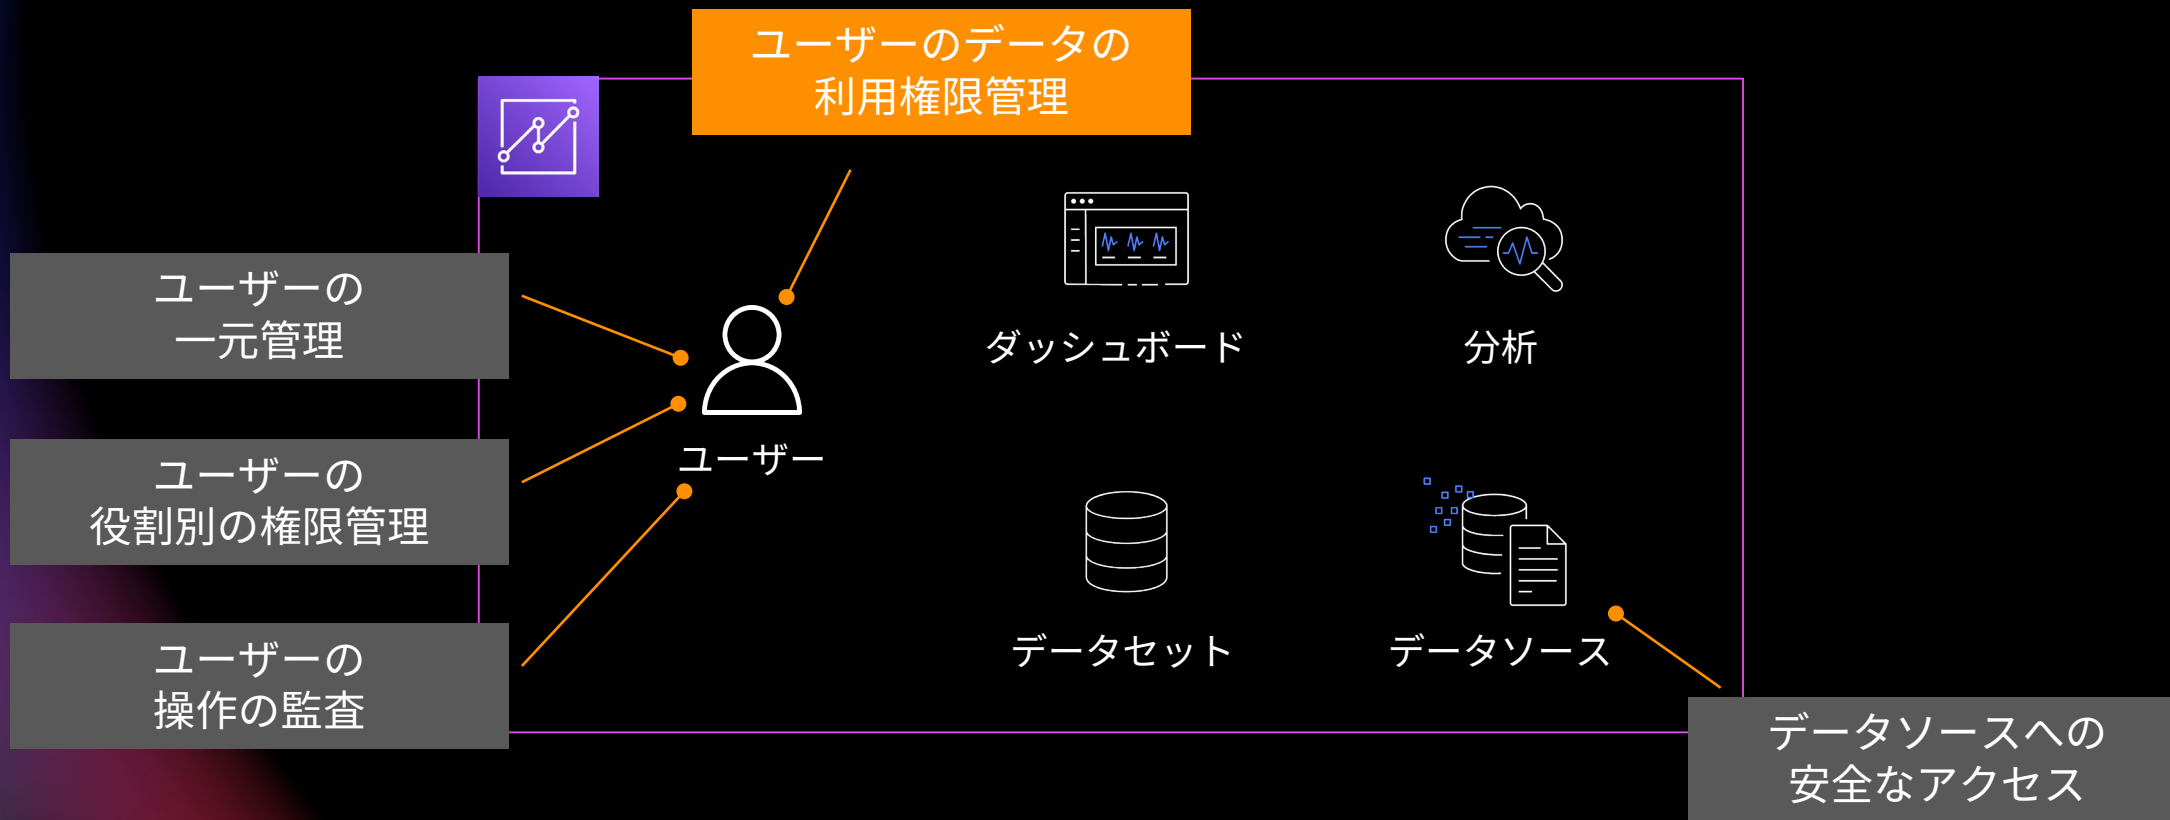 ユーザーのデータの
利用権限管理
ユーザーの
一元管理
ユーザーの
役割別の権限管理
ユーザーの
操作の監査
ユーザー
ダッシュボード
分析
データセット
データソース
データソースへの
安全なアクセス